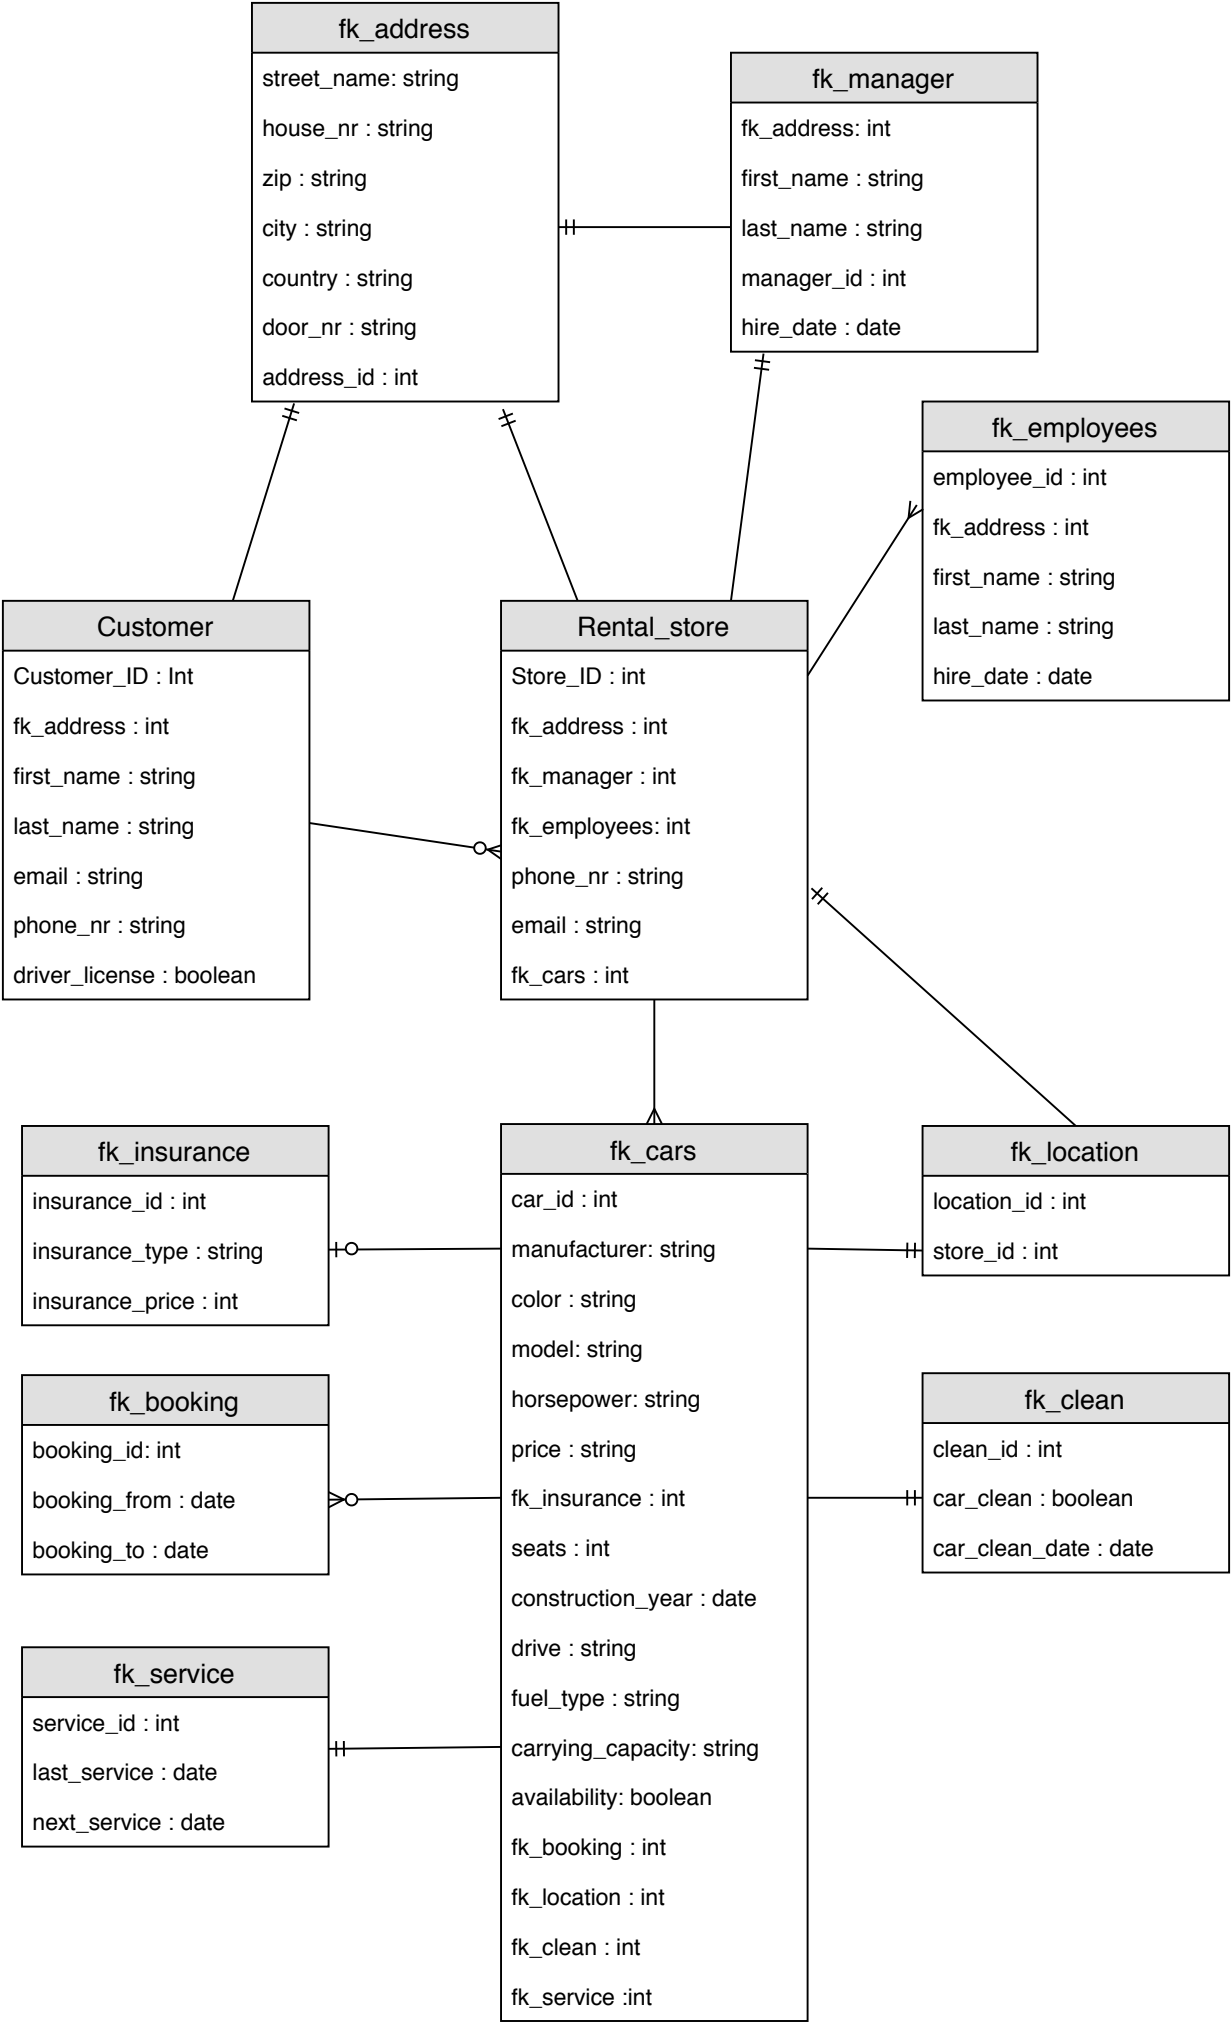 fk_address
street_name: string
house_nr : string
zip : string
city : string
country : string
door_nr : string
address_id : int
fk_manager
fk_address: int
first_name : string
last_name : string
manager_id : int
hire_date : date
fk_employees
employee_id : int
fk_address : int
first_name : string
last_name : string
hire_date : date
Customer
Customer_ID : Int
fk_address : int
first_name : string
last_name : string
email : string
phone_nr : string
driver_license : boolean
Rental_store
Store_ID : int
fk_address : int
fk_manager : int
fk_employees: int
phone_nr : string
email : string
fk_cars : int
fk_insurance
insurance_id : int
insurance_type : string
insurance_price : int
fk_cars
car_id : int
manufacturer: string
color : string
model: string
horsepower: string
price : string
fk_insurance : int
seats : int
construction_year : date
drive : string
fuel_type : string
carrying_capacity: string
availability: boolean
fk_booking : int
fk_location : int
fk_clean : int
fk_service :int
fk_location
location_id : int
store_id : int
fk_booking
booking_id: int
booking_from : date
booking_to : date
fk_clean
clean_id : int
car_clean : boolean
car_clean_date : date
fk_service
service_id : int
last_service : date
next_service : date